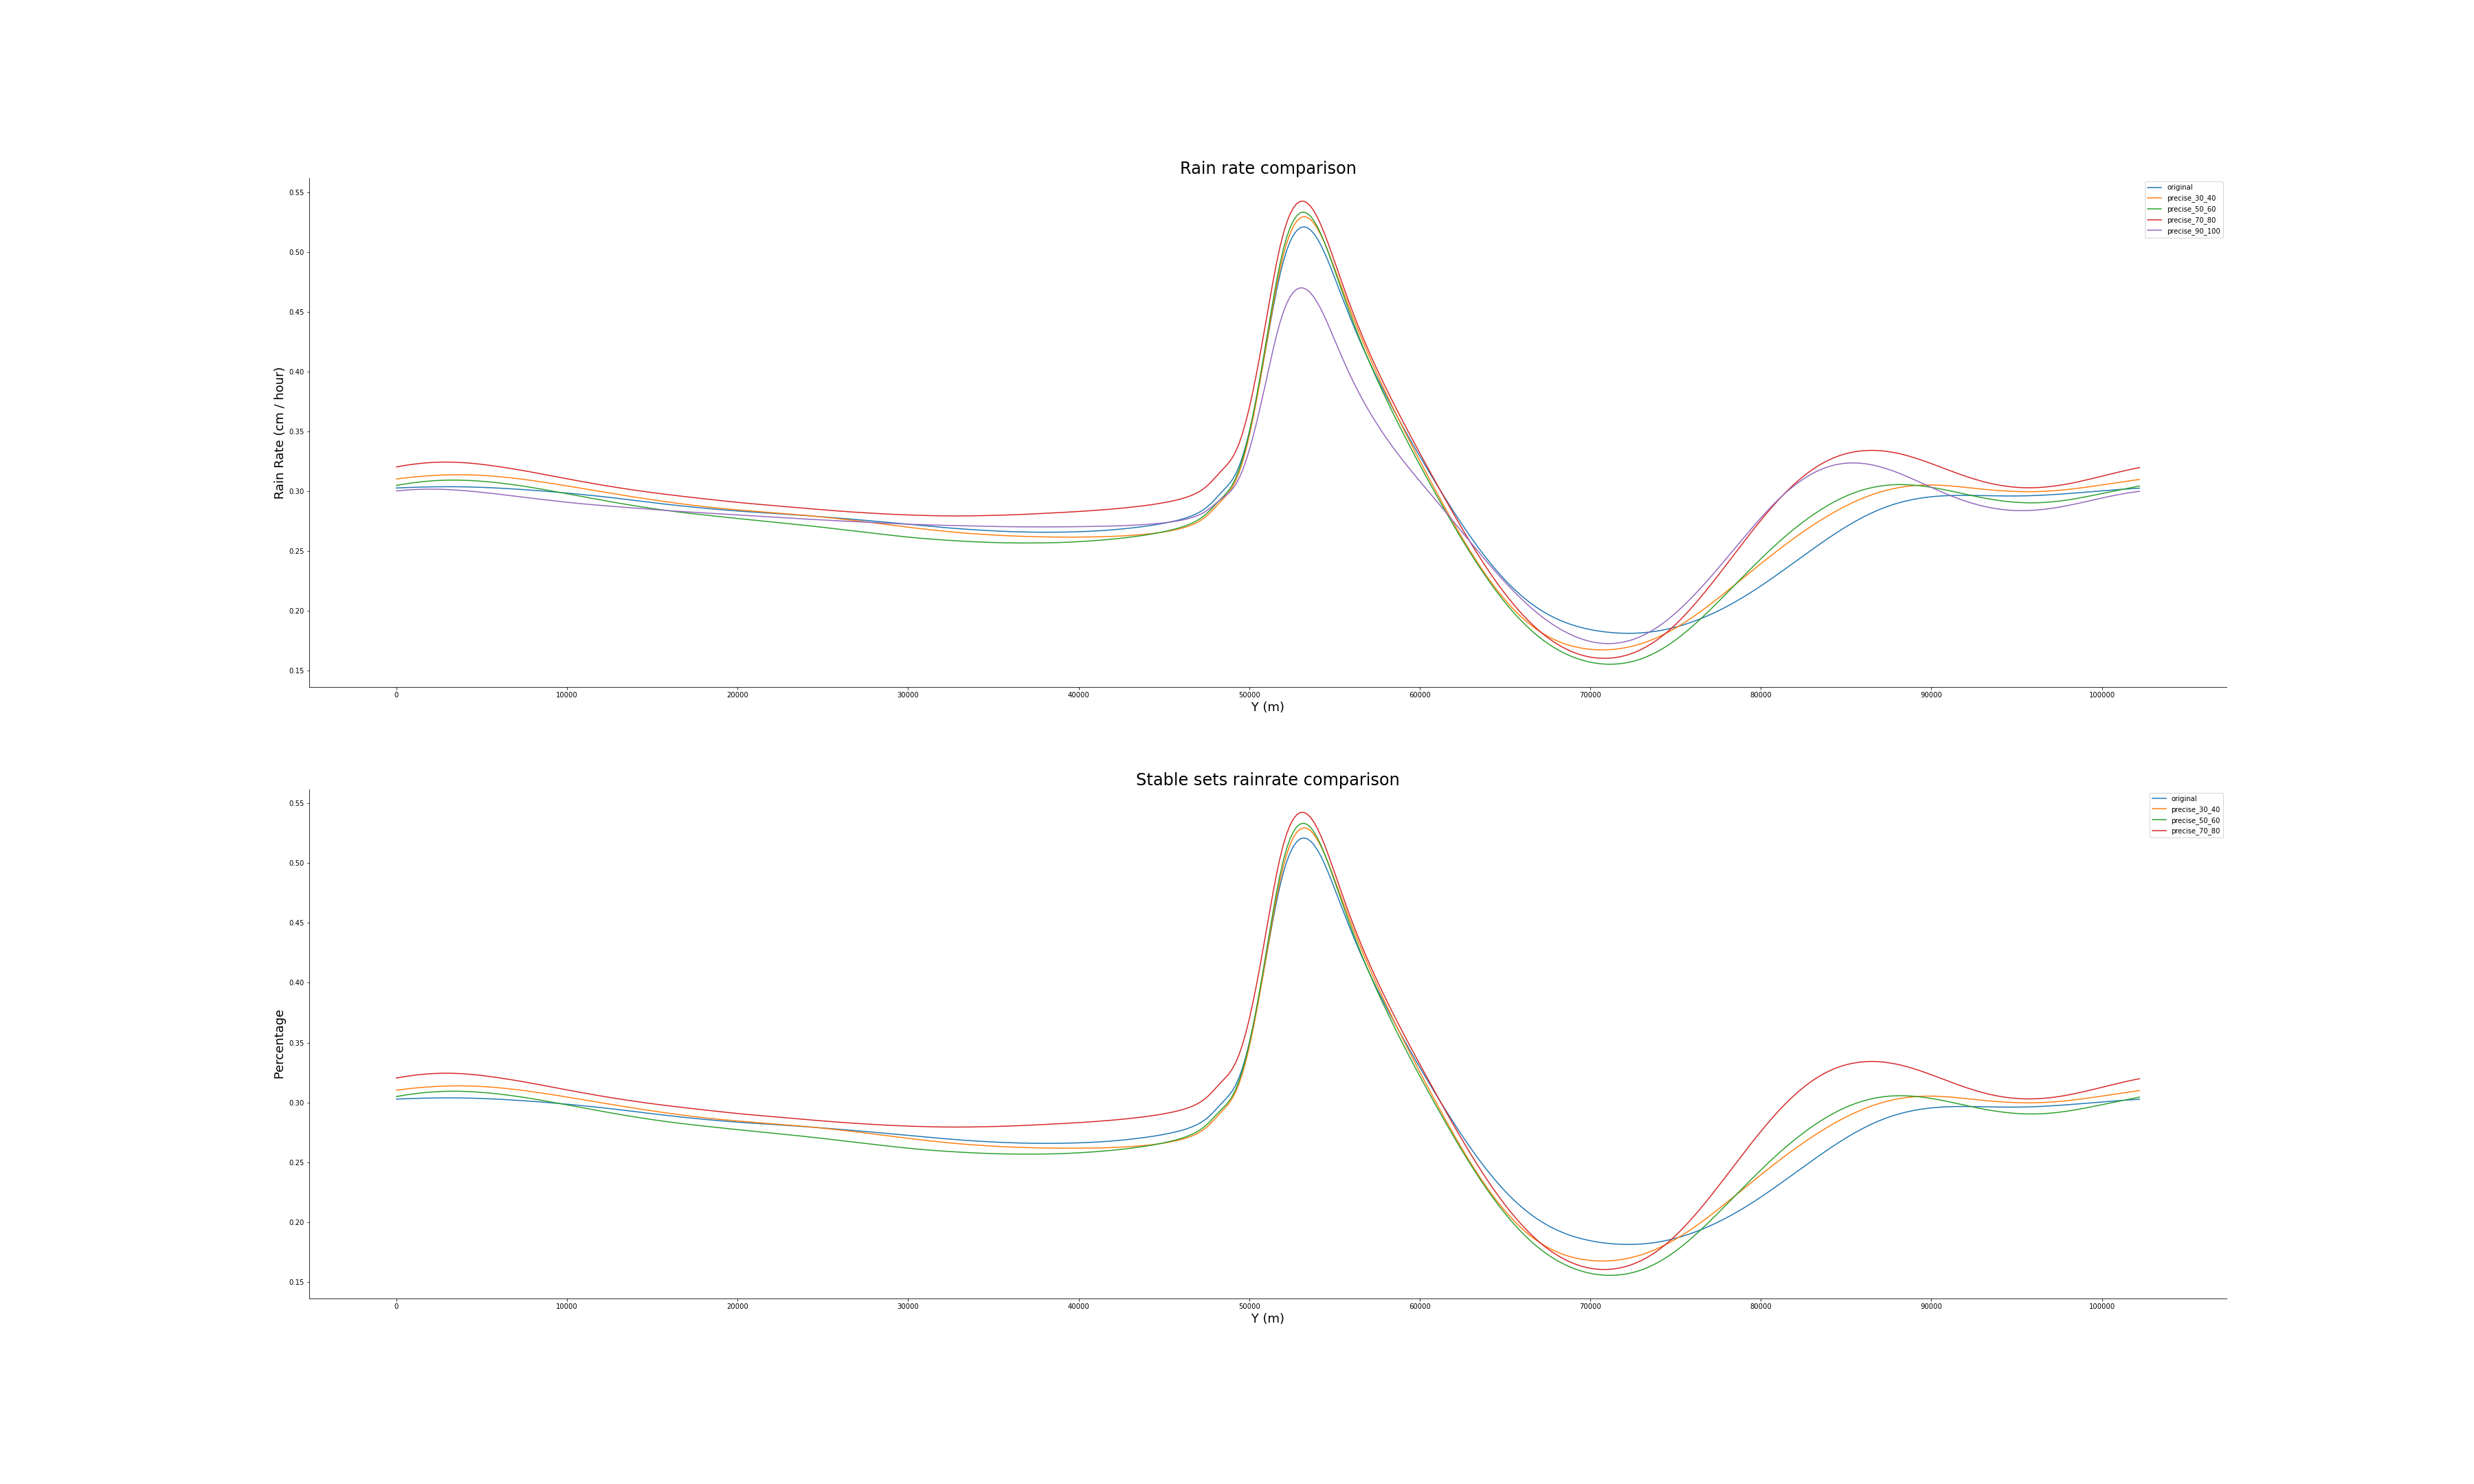 Rain rate comparison
0.55
0.50
0.45
0.40
0.35
0.30
0.25
0.20
0.15
Rain Rate (cm / hour)
original
precise_30_40
precise_50_60
precise_70_80
precise_90_100
0 10000 20000 30000 40000 50000 60000 70000 80000 90000 100000
Y (m)
Stable sets rainrate comparison
0.55
0.50
0.45
0.40
0.35
0.30
0.25
0.20
0.15
Percentage
original
precise_30_40
precise_50_60
precise_70_80
0 10000 20000 30000 40000 50000 60000 70000 80000 90000 100000
Y (m)